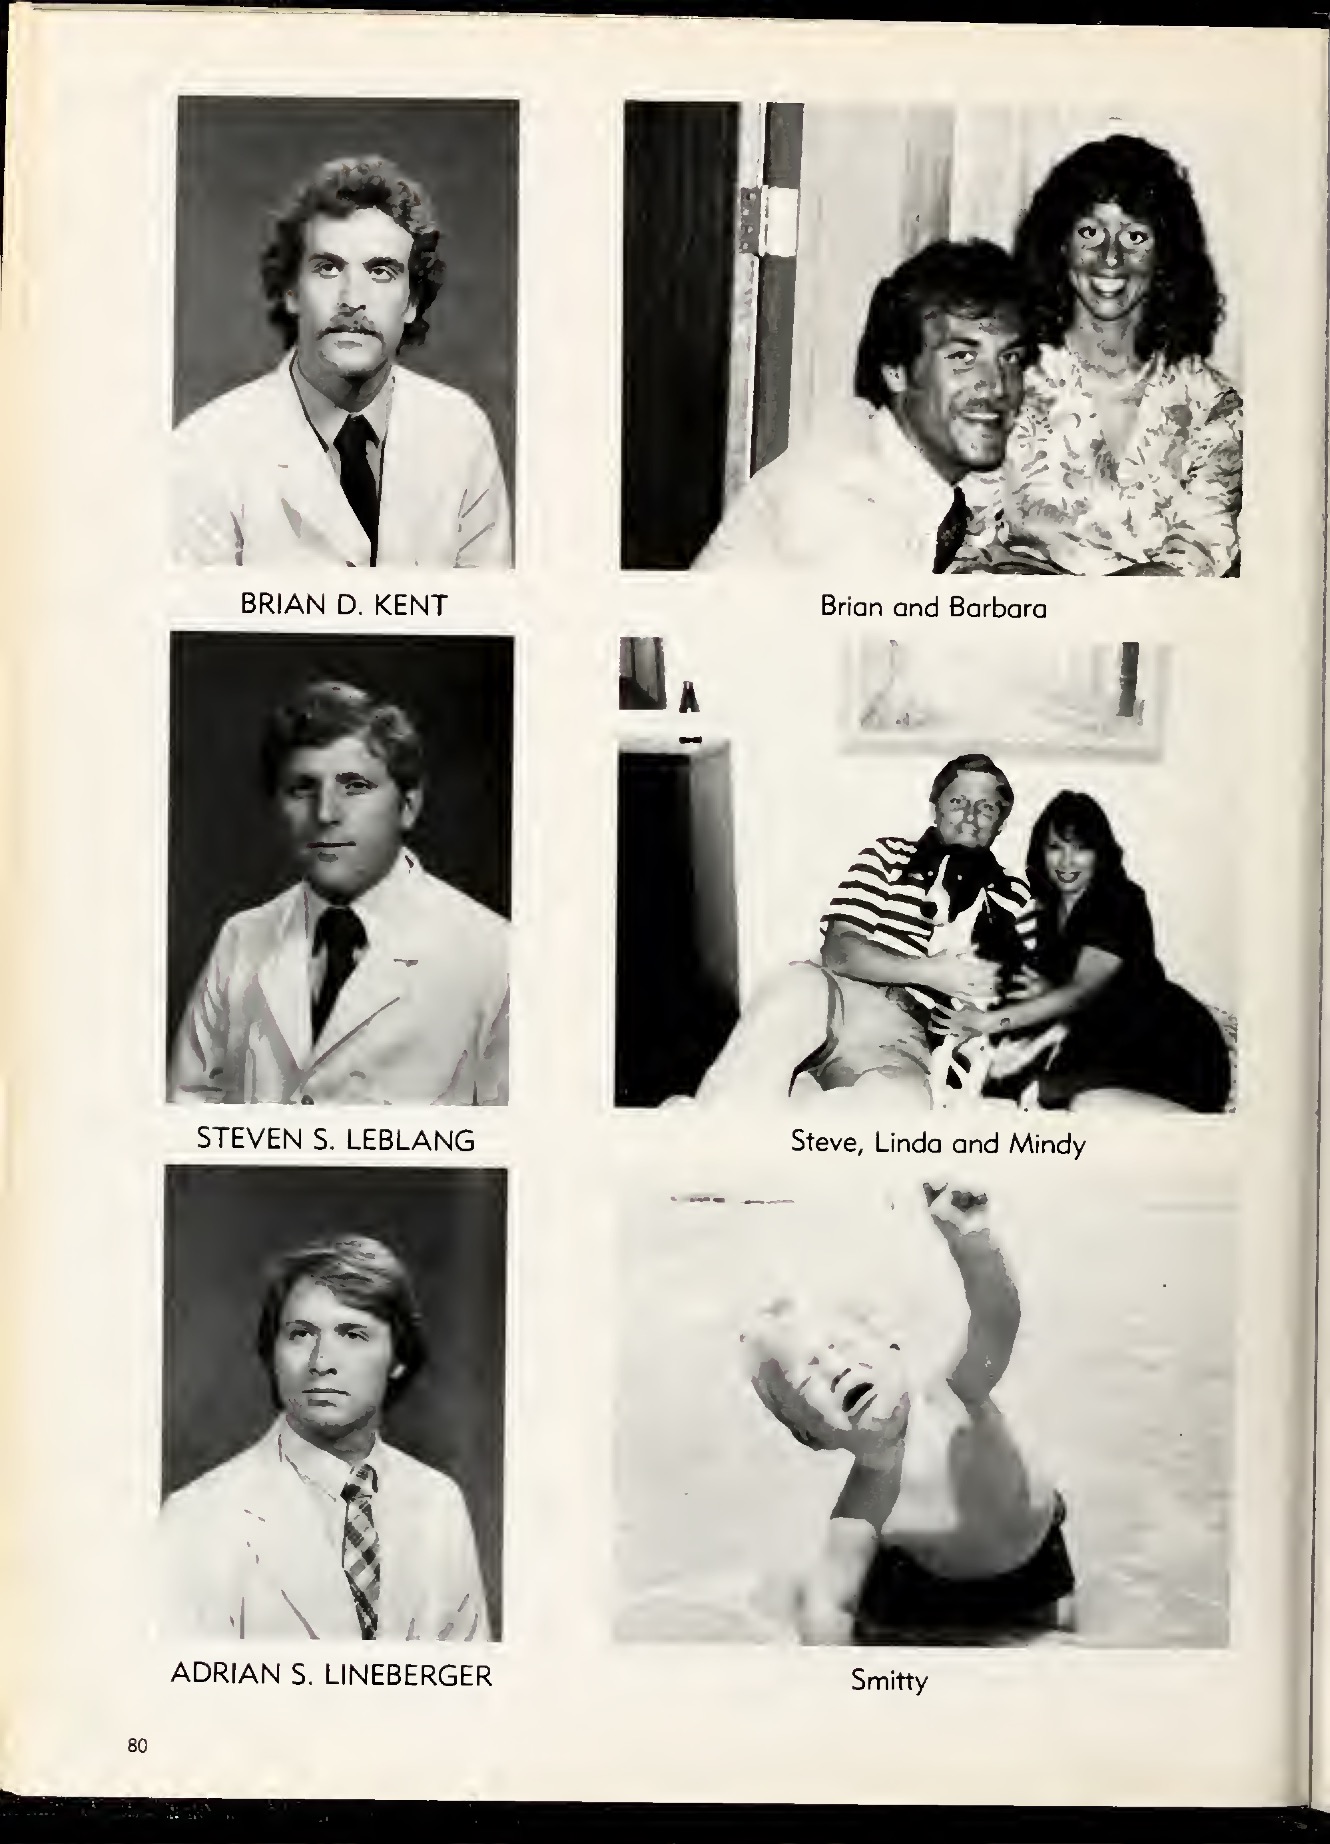 BRIAN D. KENT
Brian and Barbara
STEVEN S. LEBLANG
Steve, Linda and Mindy
ADRIAN S. LINEBERGER
Smitty
80